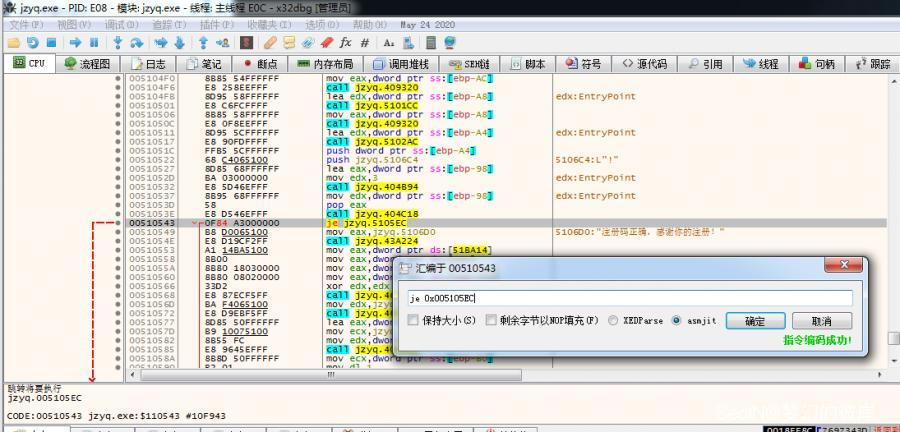 jzyq.exe - PID: E08 - 模块: jzyq.exe - 线程: 主线程 E0C - x32dbg [管理员]
文件(F) 视图(V) 调试(D) 追踪(T) 插件(P) 收藏夹(I) 选项(O) 帮助(H) May 24 2020
CPU 流程图 日志 笔记 断点 内存布局 调用堆栈 SEH链 脚本 符号 源代码 引用 线程 句柄 跟踪
005104F0 8B85 54FFFFFF mov eax,dword ptr ss:[ebp-AC]
005104F6 E8 258EEFFF call jzyq.409320
005104FB 8D95 58FFFFFF lea edx,dword ptr ss:[ebp-A8] edx:EntryPoint
00510501 E8 C6FCFFFF call jzyq.5101CC
00510506 8B85 58FFFFFF mov eax,dword ptr ss:[ebp-A8]
0051050C E8 0F8EEFFF call jzyq.409320
00510511 8D95 5CFFFFFF lea edx,dword ptr ss:[ebp-A4] edx:EntryPoint
00510517 E8 90FDFFFF call jzyq.5102AC
0051051C FFB5 5CFFFFFF push dword ptr ss:[ebp-A4]
00510522 68 C4065100 push jzyq.5106C4 5106C4:L"!"
00510527 8D85 68FFFFFF lea eax,dword ptr ss:[ebp-98]
0051052D BA 03000000 mov edx,3 edx:EntryPoint
00510532 E8 5D46EFFF call jzyq.404B94
00510537 8B95 68FFFFFF mov edx,dword ptr ss:[ebp-98] edx:EntryPoint
0051053D 58 pop eax
0051053E E8 D546EFFF call jzyq.404C18
00510543 0F84 A3000000 je jzyq.5105EC
00510549 B8 D0065100 mov eax,jzyq.5106D0 5106D0:"注册码正确，感谢你的注册！"
0051054E E8 D19CF2FF call jzyq.43A224
00510553 A1 14BA5100 mov eax,dword ptr ds:[51BA14]
00510558 8B00 mov eax,dword ptr
0051055A 8B80 18030000 mov eax,dword ptr
00510560 8B80 08020000 mov eax,dword ptr
00510566 33D2 xor edx,ed
00510568 E8 87ECF5FF call jzyq.4
0051056D BA F4065100 mov edx,jzy
00510572 E8 D9EBF5FF call jzyq.4
00510577 8D85 50FFFFFF lea eax,dword
0051057D B9 10075100 mov ecx,jzy
00510582 8B55 FC mov edx,dword
00510585 E8 9645EFFF call jzyq.4
0051058A 8B8D 50FFFFFF mov ecx,dword
00510590 B2 01 mov dl,1
汇编于 00510543
je 0x005105EC
保持大小(S) 剩余字节以NOP填充(F) XEDParse asmjit 确定 取消
指令编码成功!
跳转将要执行
jzyq.005105EC
CODE:00510543 jzyq.exe:$110543 #10F943